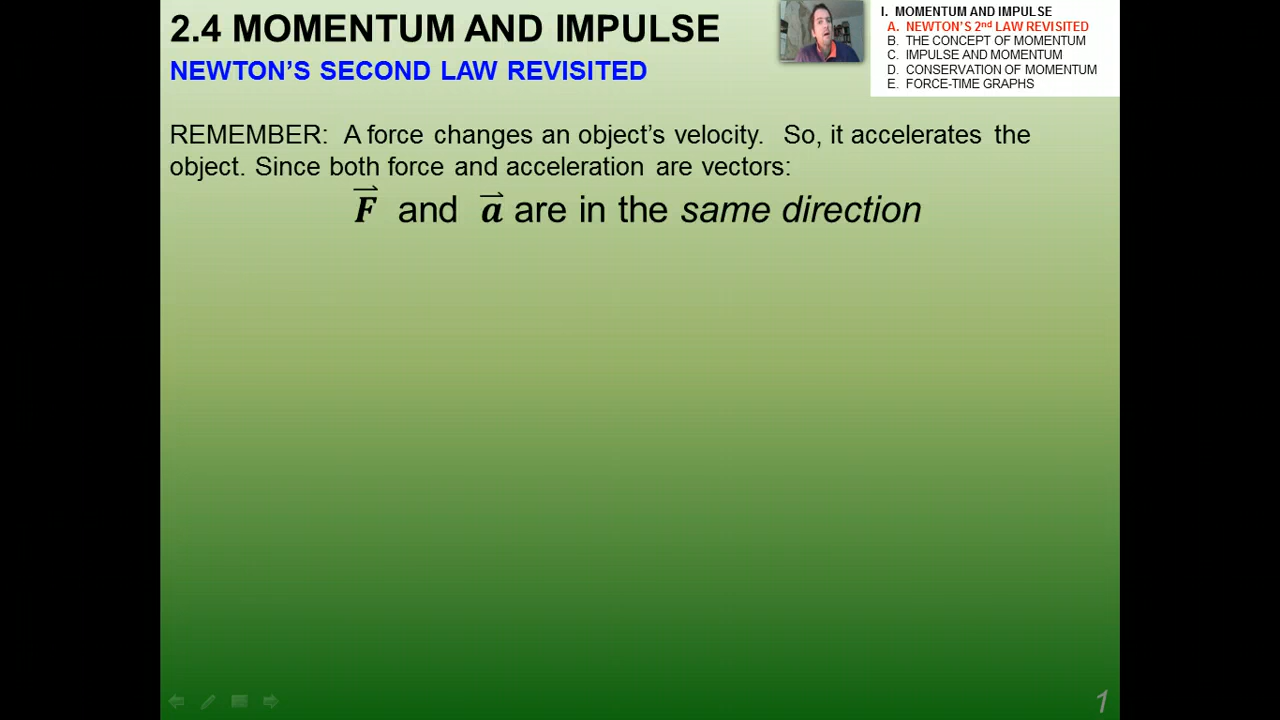 2.4 MOMENTUM AND IMPULSE
NEWTON'S SECOND LAW REVISITED
I. MOMENTUM AND IMPULSE
A. NEWTON'S 2nd LAW REVISITED
B. THE CONCEPT OF MOMENTUM
C. IMPULSE AND MOMENTUM
D. CONSERVATION OF MOMENTUM
E. FORCE-TIME GRAPHS
REMEMBER: A force changes an object's velocity. So, it accelerates the
object. Since both force and acceleration are vectors:
F⃗ and a⃗ are in the same direction
1